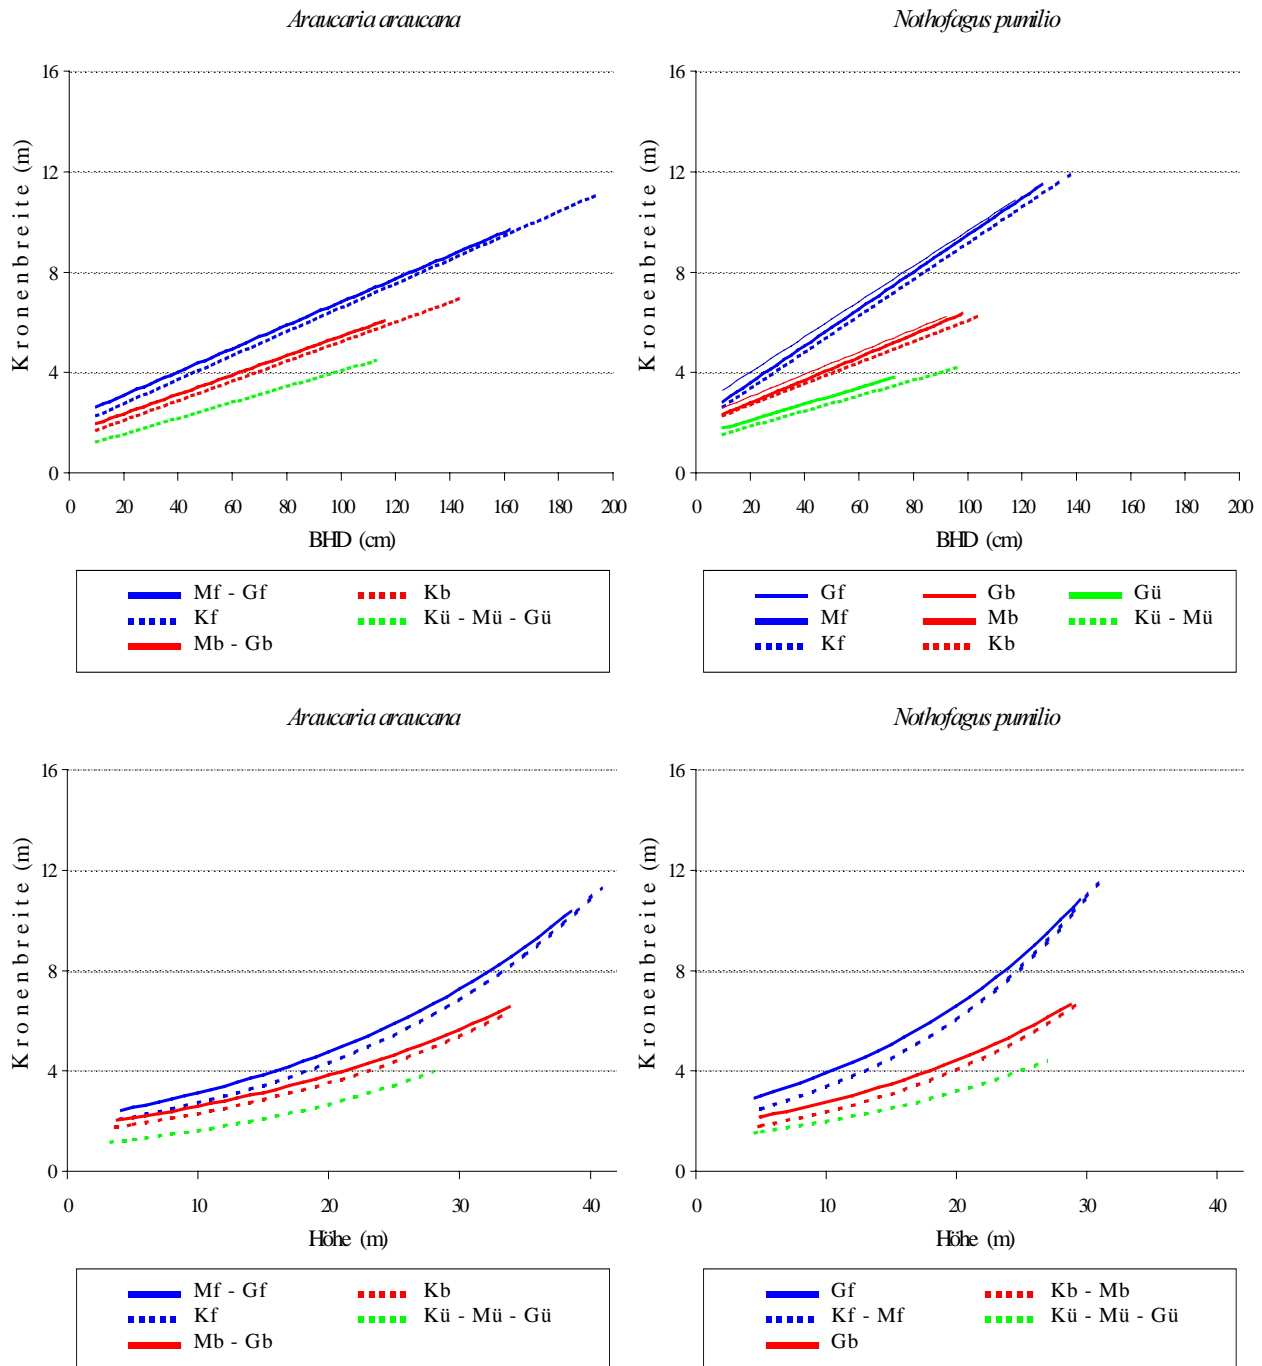 Araucaria araucana
Kronenbreite (m)
16
12
8
4
0
0 20 40 60 80 100 120 140 160 180 200
BHD (cm)
Mf - Gf
Kf
Mb - Gb
Kb
Kü - Mü - Gü
Nothofagus pumilio
Kronenbreite (m)
16
12
8
4
0
0 20 40 60 80 100 120 140 160 180 200
BHD (cm)
Gf
Mf
Kf
Gb
Mb
Kb
Gü
Kü - Mü
Araucaria araucana
Kronenbreite (m)
16
12
8
4
0
0 10 20 30 40
Höhe (m)
Mf - Gf
Kf
Mb - Gb
Kb
Kü - Mü - Gü
Nothofagus pumilio
Kronenbreite (m)
16
12
8
4
0
0 10 20 30 40
Höhe (m)
Gf
Kf - Mf
Gb
Kb - Mb
Kü - Mü - Gü